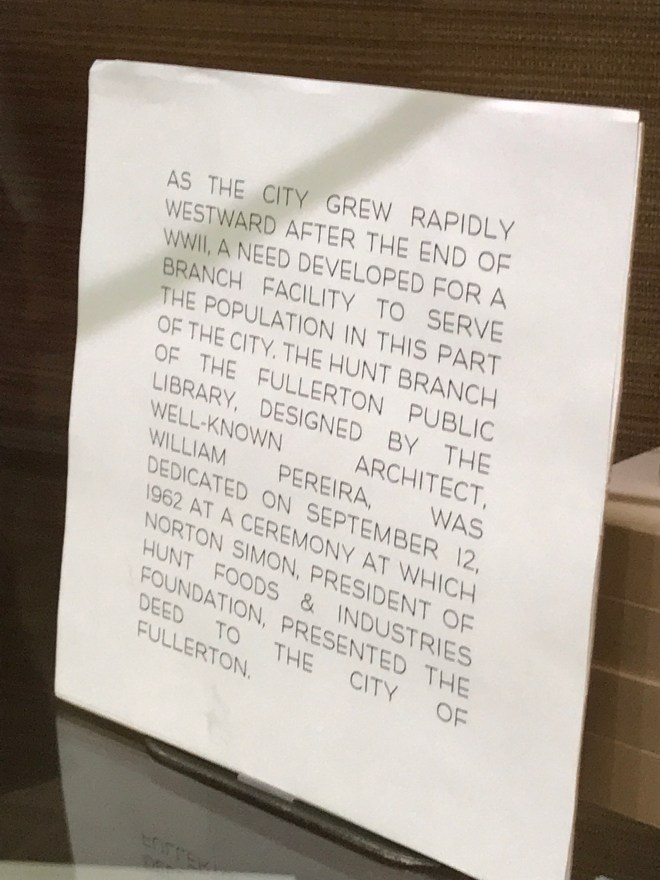 AS THE CITY GREW RAPIDLY
WESTWARD AFTER THE END OF
WWII, A NEED DEVELOPED FOR A
BRANCH FACILITY TO SERVE
THE POPULATION IN THIS PART
OF THE CITY. THE HUNT BRANCH
OF THE FULLERTON PUBLIC
LIBRARY, DESIGNED BY THE
WELL-KNOWN ARCHITECT,
WILLIAM PEREIRA, WAS
DEDICATED ON SEPTEMBER 12,
1962 AT A CEREMONY AT WHICH
NORTON SIMON, PRESIDENT OF
HUNT FOODS & INDUSTRIES
FOUNDATION, PRESENTED THE
DEED TO THE CITY OF
FULLERTON.